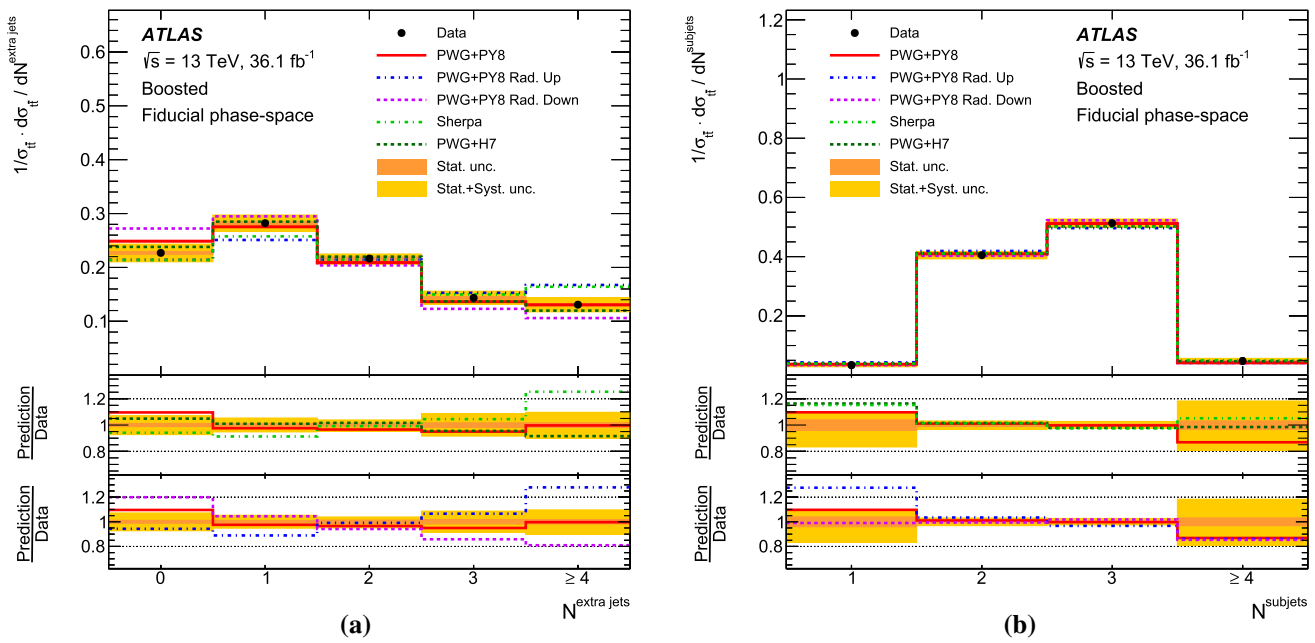 1/σ_tt̄ · dσ_tt̄ / dN^extra jets
0.6
0.5
0.4
0.3
0.2
0.1
ATLAS
√s = 13 TeV, 36.1 fb⁻¹
Boosted
Fiducial phase-space
Data
PWG+PY8
PWG+PY8 Rad. Up
PWG+PY8 Rad. Down
Sherpa
PWG+H7
Stat. unc.
Stat.+Syst. unc.
Prediction
Data
1.2
1
0.8
Prediction
Data
1.2
1
0.8
0 1 2 3 ≥ 4
N^extra jets
(a)
1/σ_tt̄ · dσ_tt̄ / dN^subjets
1.2
1
0.8
0.6
0.4
0.2
Data
PWG+PY8
PWG+PY8 Rad. Up
PWG+PY8 Rad. Down
Sherpa
PWG+H7
Stat. unc.
Stat.+Syst. unc.
ATLAS
√s = 13 TeV, 36.1 fb⁻¹
Boosted
Fiducial phase-space
Prediction
Data
1.2
1
0.8
Prediction
Data
1.2
1
0.8
1 2 3 ≥ 4
N^subjets
(b)